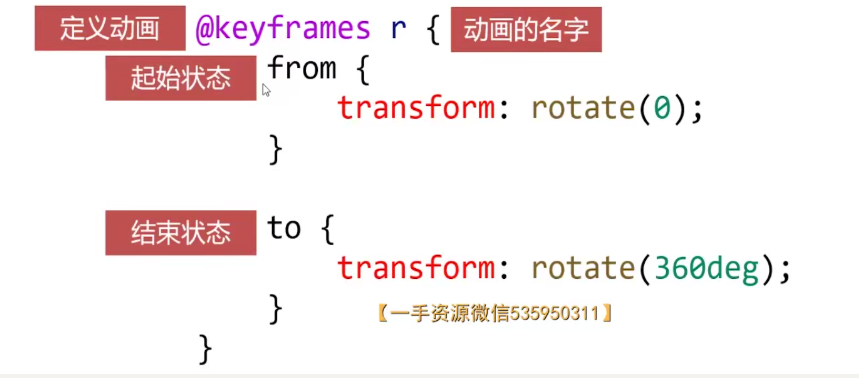 定义动画 @keyframes r { 动画的名字
起始状态 from {
transform: rotate(0);
}
结束状态 to {
transform: rotate(360deg);
}
【一手资源微信535950311】
}